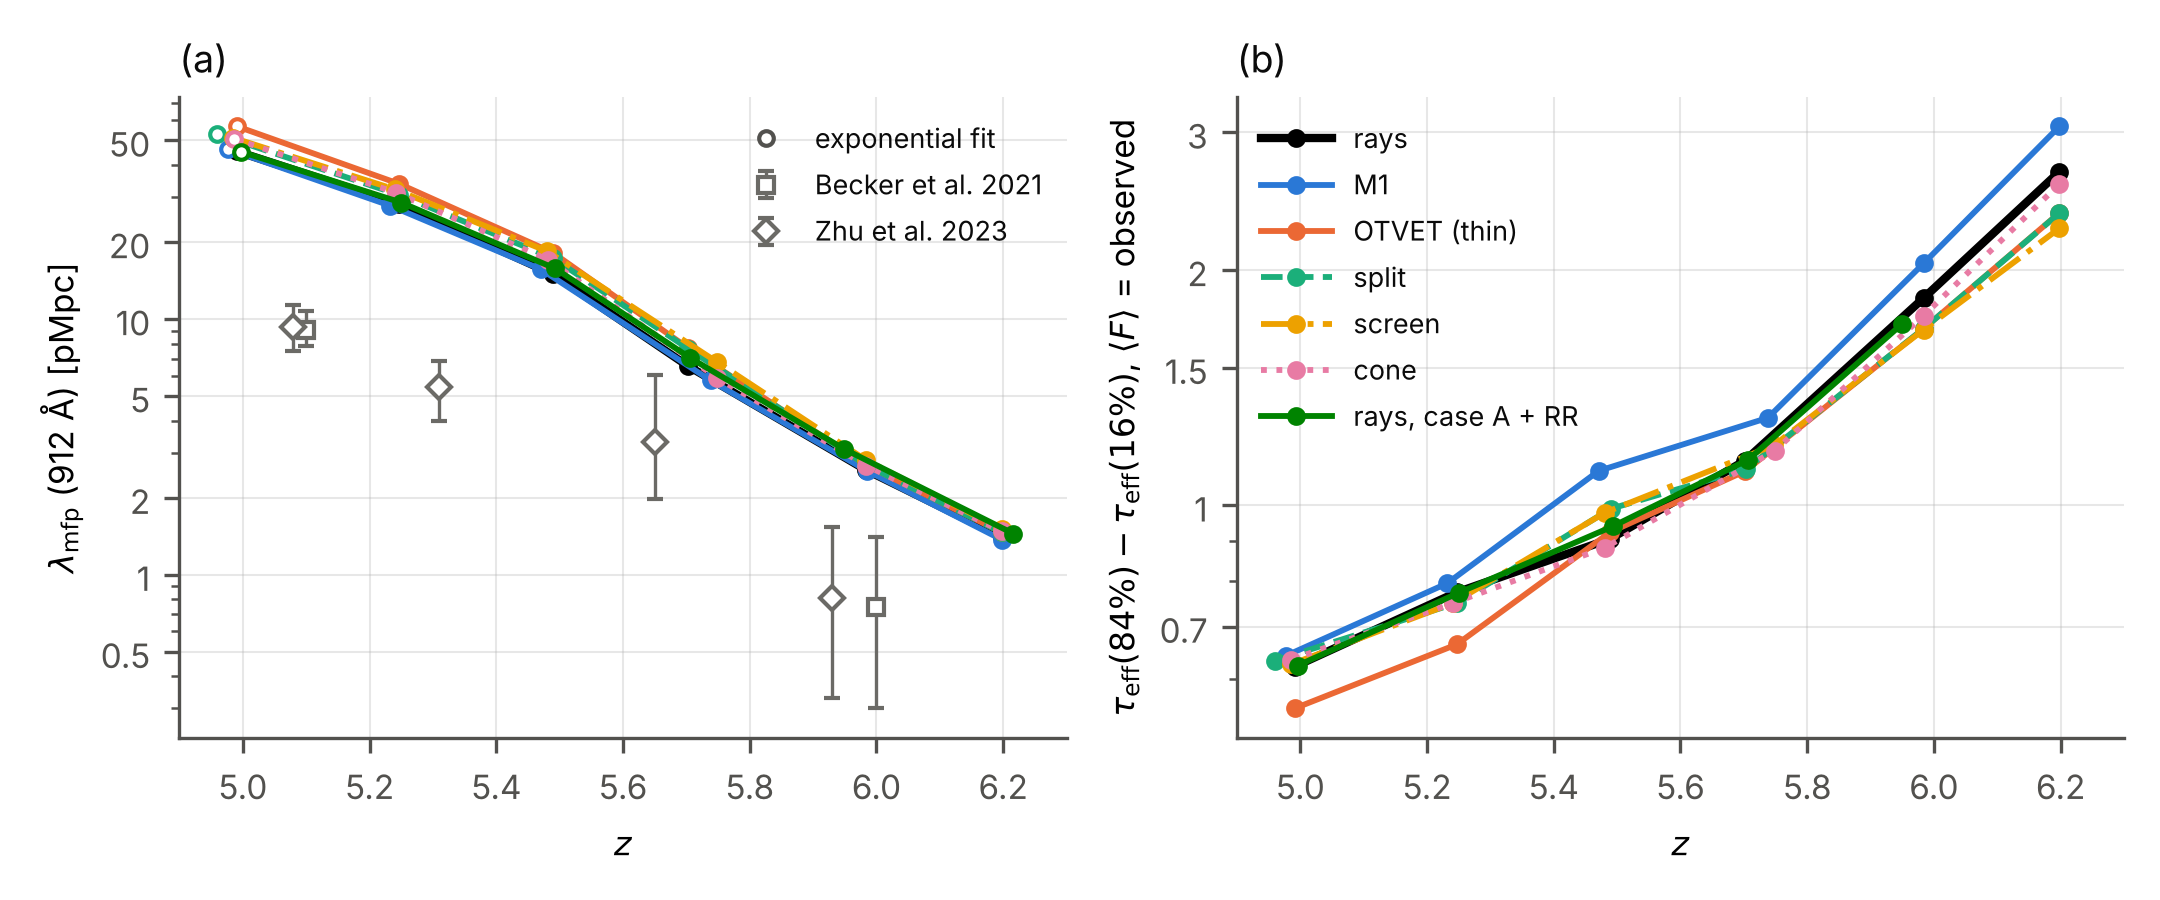 (a)
λmfp (912 Å) [pMpc]
50
20
10
5
2
1
0.5
exponential fit
Becker et al. 2021
Zhu et al. 2023
5.0 5.2 5.4 5.6 5.8 6.0 6.2
z
(b)
τeff(84%) − τeff(16%), ⟨F⟩ = observed
3
2
1.5
1
0.7
rays
M1
OTVET (thin)
split
screen
cone
rays, case A + RR
5.0 5.2 5.4 5.6 5.8 6.0 6.2
z